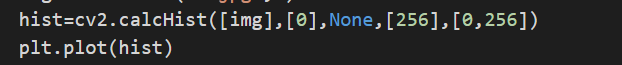 hist=cv2.calcHist([img],[0],None,[256],[0,256])
plt.plot(hist)